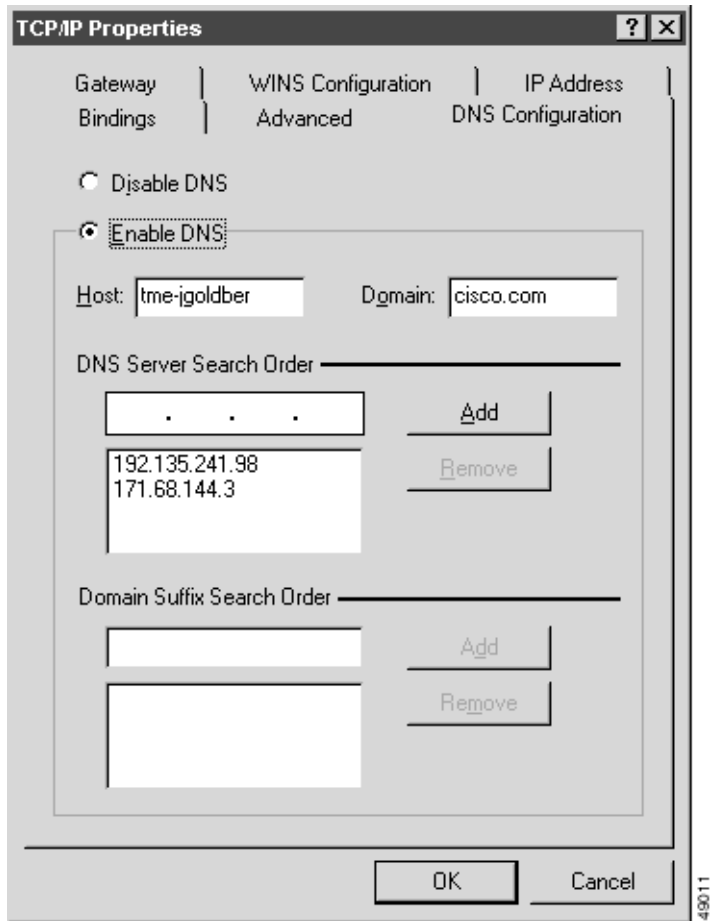 TCP/IP Properties
? X
Gateway WINS Configuration IP Address
Bindings Advanced DNS Configuration
Disable DNS
Enable DNS
Host: tme-jgoldber Domain: cisco.com
DNS Server Search Order
. . . Add
192.135.241.98 Remove
171.68.144.3
Domain Suffix Search Order
Add
Remove
OK Cancel
49011